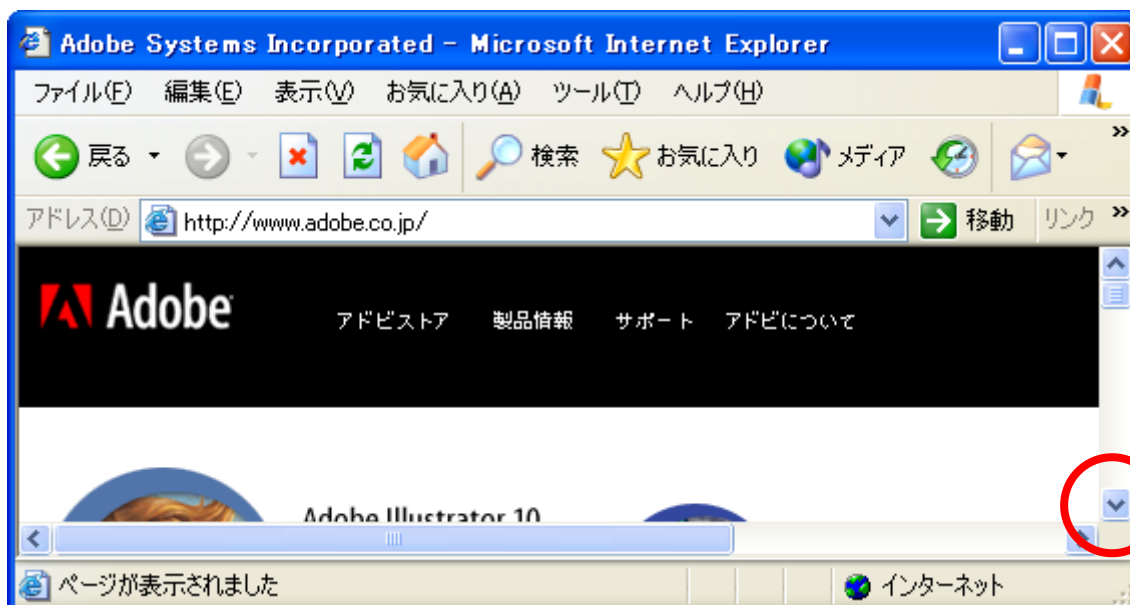 Adobe Systems Incorporated - Microsoft Internet Explorer
ファイル(F) 編集(E) 表示(V) お気に入り(A) ツール(T) ヘルプ(H)
戻る 検索 お気に入り メディア »
アドレス(D) http://www.adobe.co.jp/ 移動 リンク »
Adobe アドビストア 製品情報 サポート アドビについて
Adobe Illustrator 10
ページが表示されました インターネット